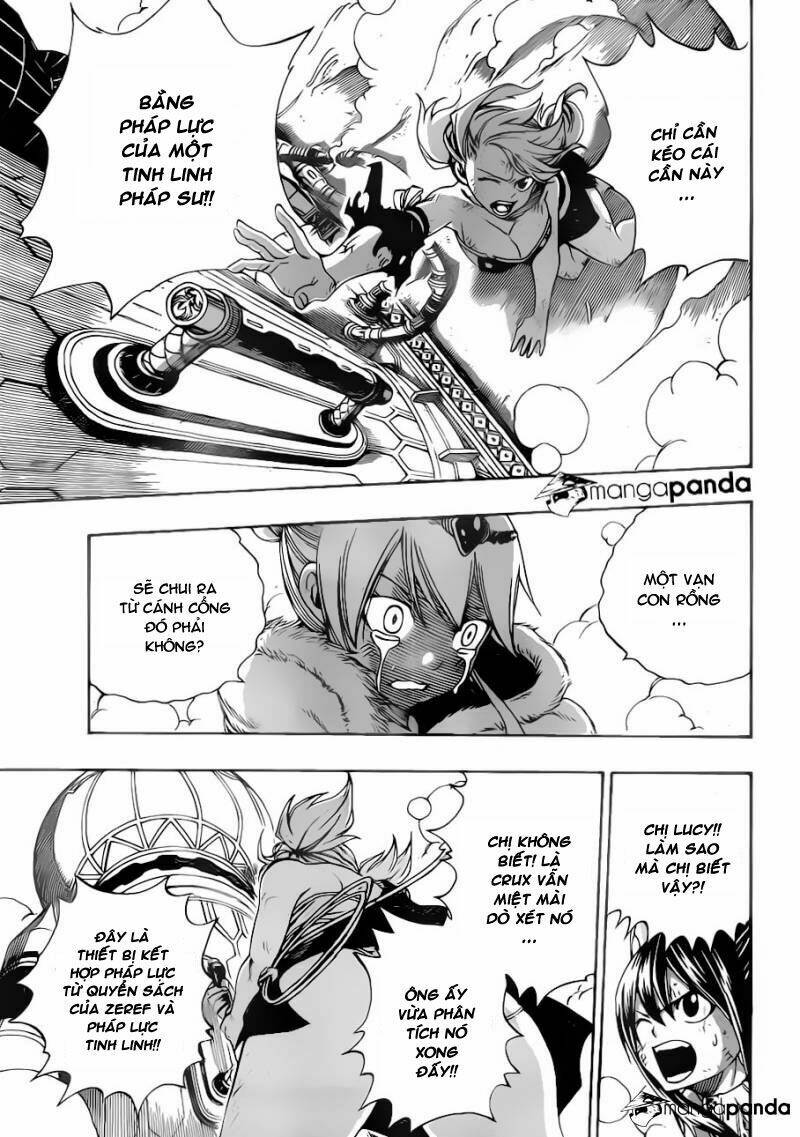 CHỈ CẦN
KÉO CÁI
CẦN NÀY
...
BẰNG
PHÁP LỰC
CỦA MỘT
TINH LINH
PHÁP SƯ!!
mangapanda
MỘT VẠN
CON RỒNG
...
SẼ CHUI RA
TỪ CÁNH CỔNG
ĐÓ PHẢI
KHÔNG?
CHỊ LUCY!!
LÀM SAO
MÀ CHỊ BIẾT
VẬY?!
CHỊ KHÔNG
BIẾT! LÀ
CRUX VẪN
MIỆT MÀI
DÒ XÉT NÓ
...
ÔNG ẤY
VỪA PHÂN
TÍCH NÓ
XONG
ĐẤY!!
ĐÂY LÀ
THIẾT BỊ KẾT
HỢP PHÁP LỰC
TỪ QUYỂN SÁCH
CỦA ZEREF VÀ
PHÁP LỰC
TINH LINH!!
mangapanda